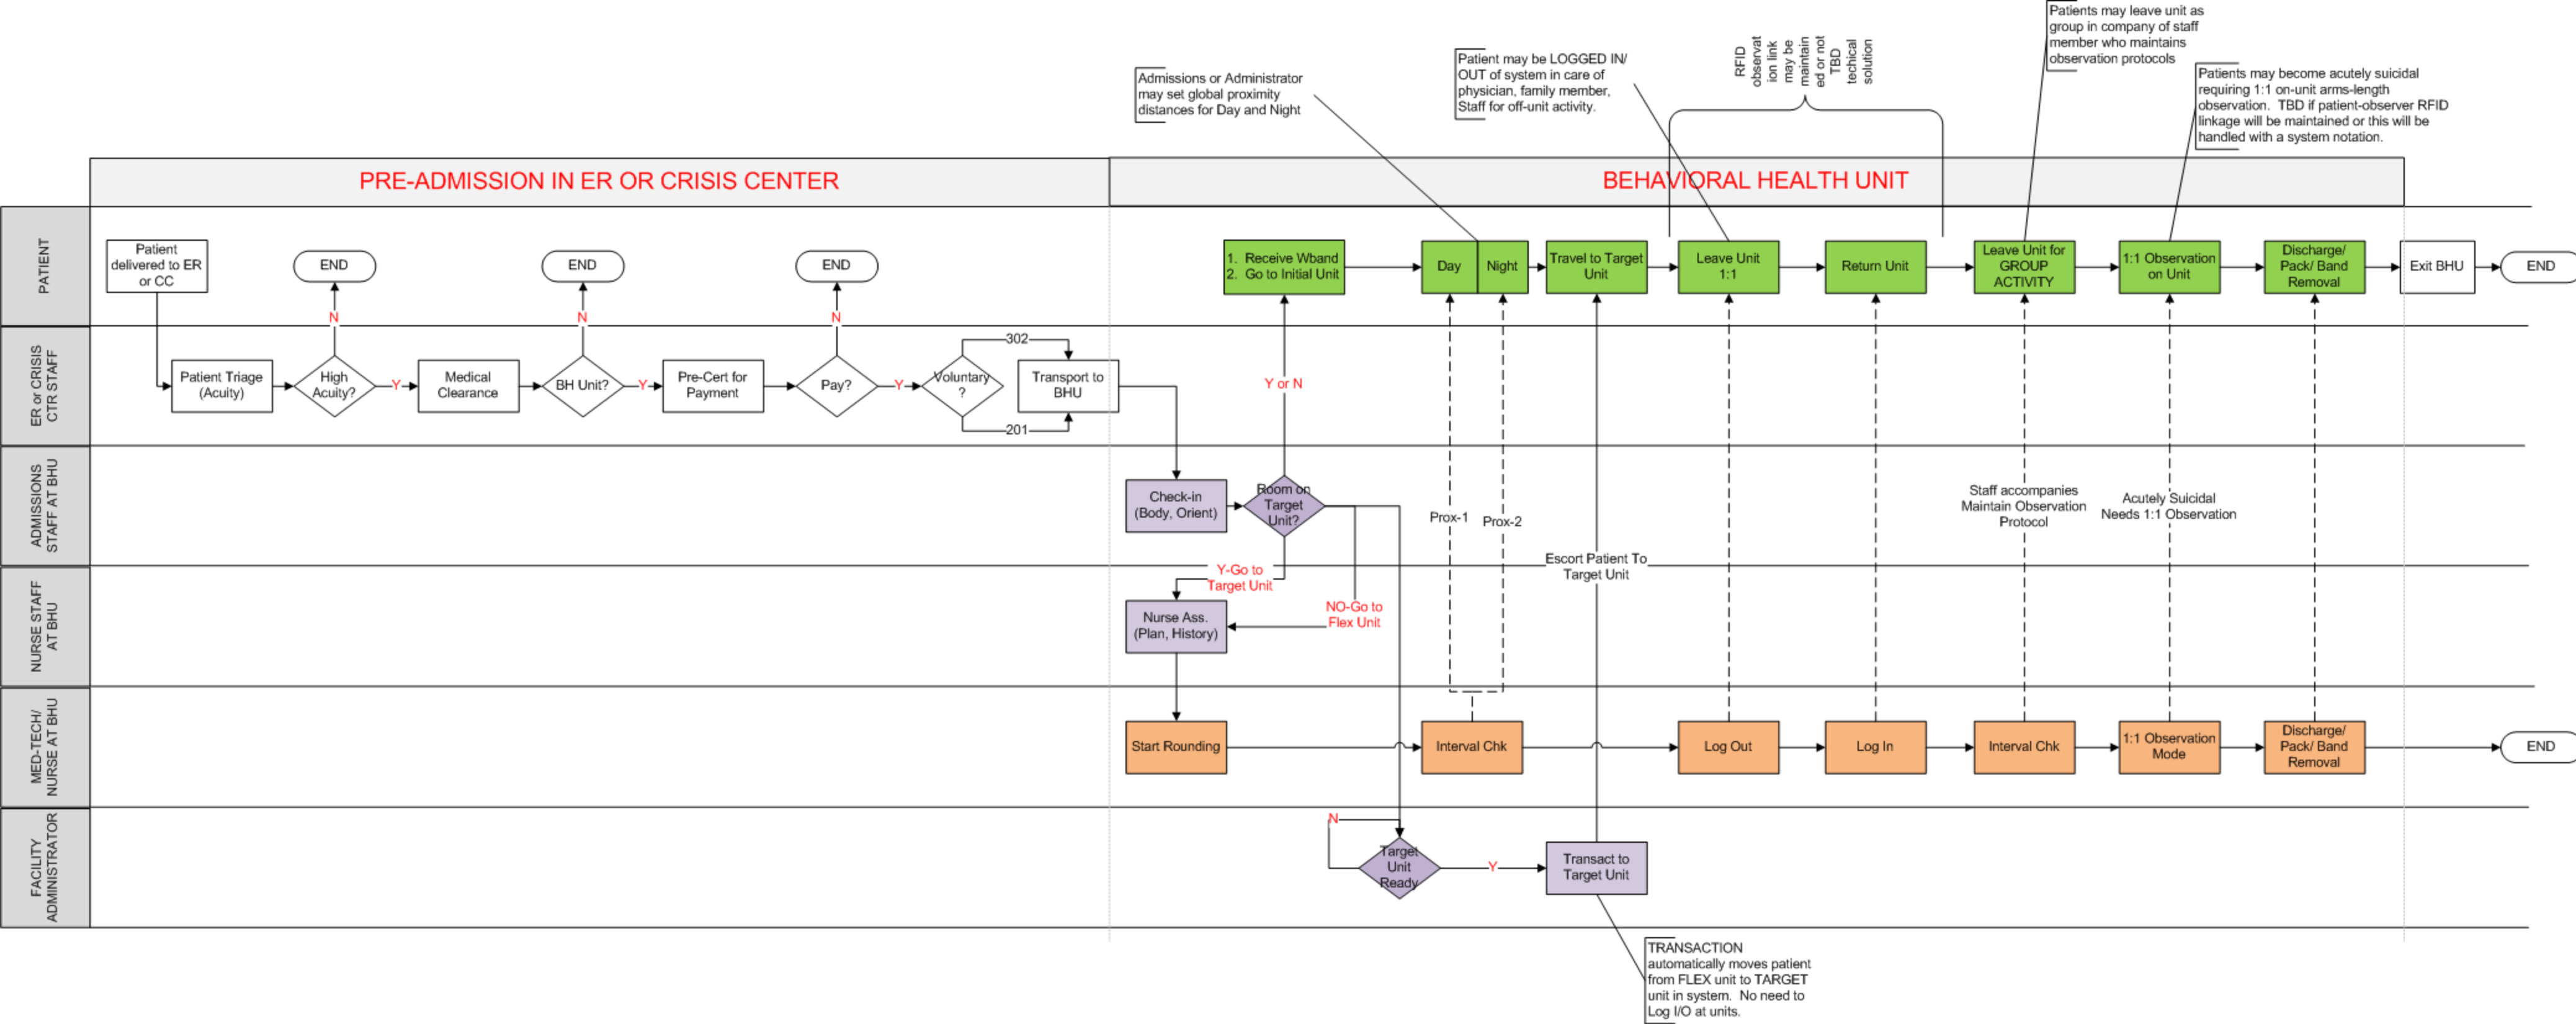 Patients may leave unit as
group in company of staff
member who maintains
observation protocols
RFID
observat
ion link
may be
maintain
ed or not
TBD
techical
solution
Patient may be LOGGED IN/
OUT of system in care of
physician, family member,
Staff for off-unit activity.
Admissions or Administrator
may set global proximity
distances for Day and Night
Patients may become acutely suicidal
requiring 1:1 on-unit arms-length
observation. TBD if patient-observer RFID
linkage will be maintained or this will be
handled with a system notation.
PRE-ADMISSION IN ER OR CRISIS CENTER
BEHAVIORAL HEALTH UNIT
PATIENT
Patient
delivered to ER
or CC
END
END
END
1. Receive Wband
2. Go to Initial Unit
Day
Night
Travel to Target
Unit
Leave Unit
1:1
Return Unit
Leave Unit for
GROUP
ACTIVITY
1:1 Observation
on Unit
Discharge/
Pack/ Band
Removal
Exit BHU
END
N
N
N
ER or CRISIS
CTR STAFF
Patient Triage
(Acuity)
High
Acuity?
Y
Medical
Clearance
BH Unit?
Y
Pre-Cert for
Payment
Pay?
Y
Voluntary
?
302
Transport to
BHU
201
Y or N
ADMISSIONS
STAFF AT BHU
Check-in
(Body, Orient)
Room on
Target
Unit?
Prox-1
Prox-2
Staff accompanies
Maintain Observation
Protocol
Acutely Suicidal
Needs 1:1 Observation
Escort Patient To
Target Unit
NURSE STAFF
AT BHU
Y-Go to
Target Unit
NO-Go to
Flex Unit
Nurse Ass.
(Plan, History)
MED-TECH/
NURSE AT BHU
Start Rounding
Interval Chk
Log Out
Log In
Interval Chk
1:1 Observation
Mode
Discharge/
Pack/ Band
Removal
END
FACILITY
ADMINISTRATOR
N
Target
Unit
Ready
Y
Transact to
Target Unit
TRANSACTION
automatically moves patient
from FLEX unit to TARGET
unit in system. No need to
Log I/O at units.